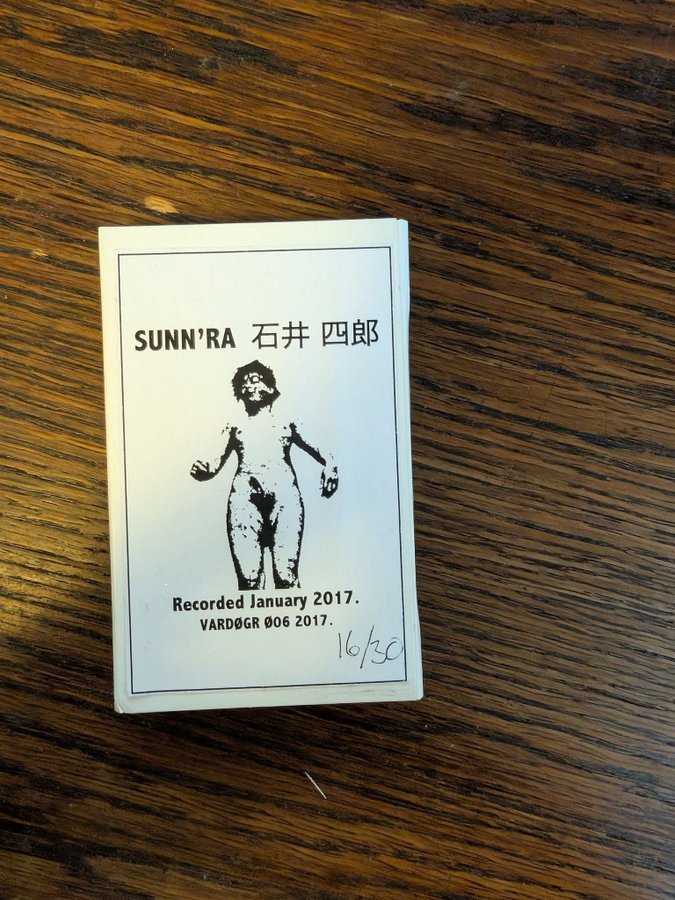 SUNN'RA 石井 四郎
Recorded January 2017.
VARDØGR Ø06 2017.
16/30